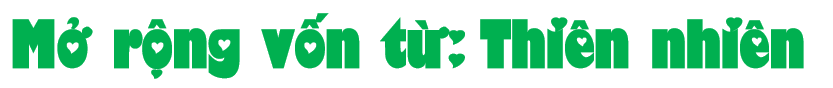 Mở rộng vốn từ: Thiên nhiên